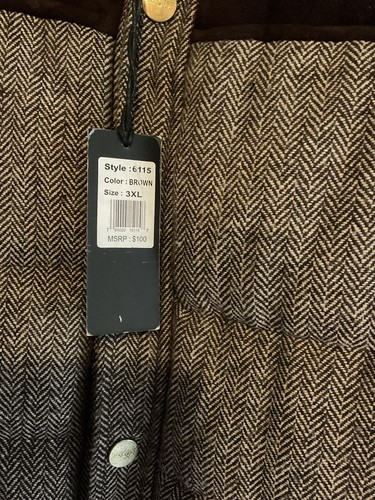 Style :6115
Color : BROWN
Size : 3XL
MSRP : $100